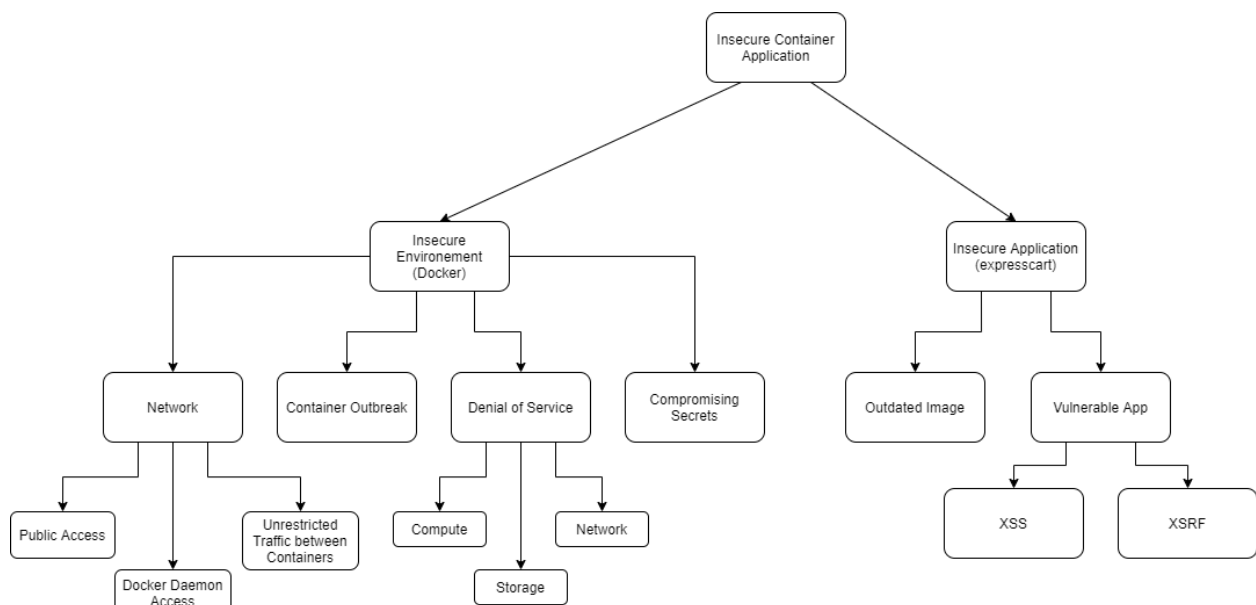 Insecure Container
Application
Insecure
Environement
(Docker)
Insecure Application
(expresscart)
Network
Container Outbreak
Denial of Service
Compromising
Secrets
Outdated Image
Vulnerable App
Public Access
Docker Daemon
Access
Unrestricted
Traffic between
Containers
Compute
Storage
Network
XSS
XSRF